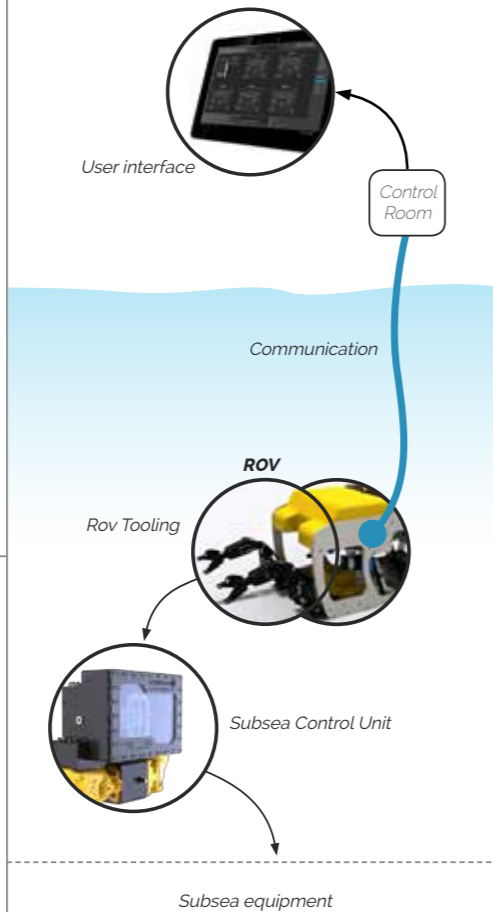 User interface
Control
Room
Communication
ROV
Rov Tooling
Subsea Control Unit
Subsea equipment